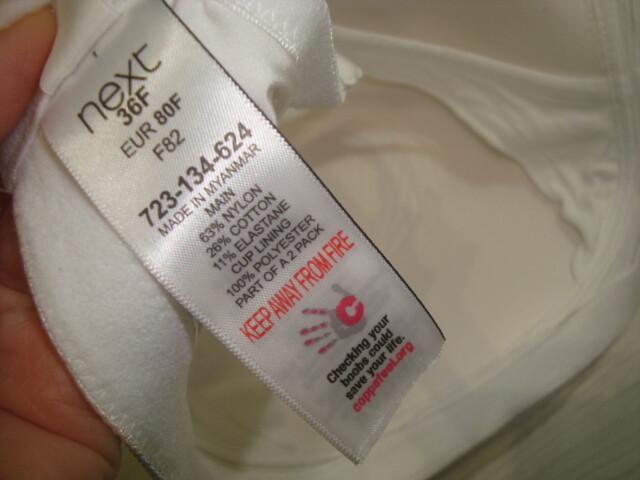 next
36F
EUR 80F
F82
723-134-624
MADE IN MYANMAR
MAIN
63% NYLON
26% COTTON
11% ELASTANE
CUP LINING
100% POLYESTER
PART OF A 2 PACK
KEEP AWAY FROM FIRE
C
Checking your
boobs could
save your life.
coppafeel.org